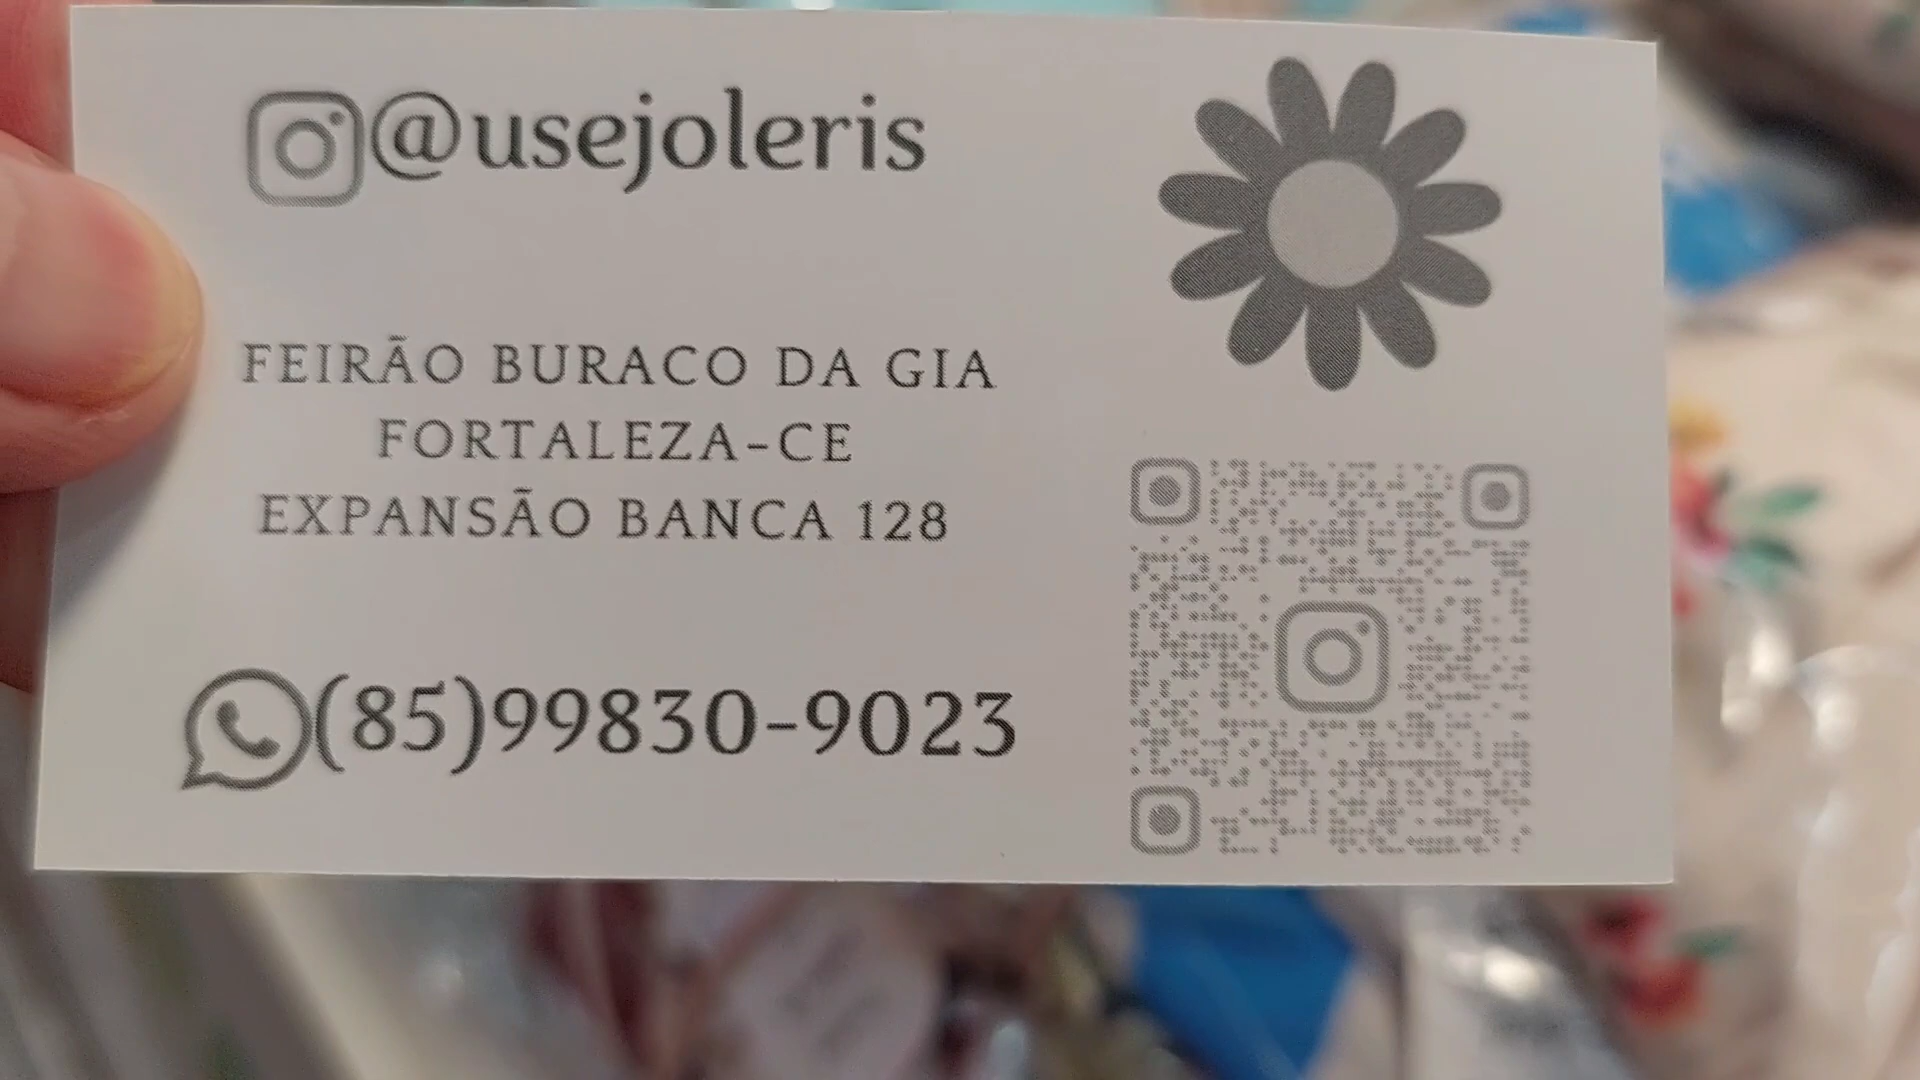 @usejoleris
FEIRÃO BURACO DA GIA
FORTALEZA-CE
EXPANSÃO BANCA 128
(85)99830-9023